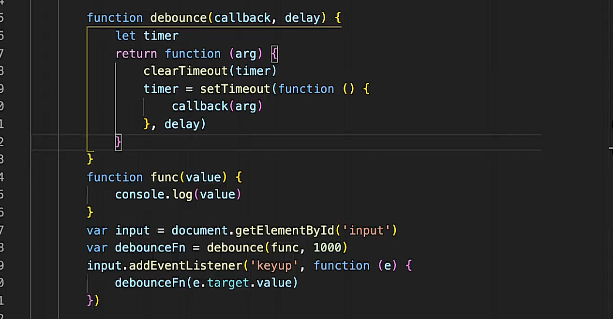 5 function debounce(callback, delay) {
6 let timer
7 return function (arg) {
8 clearTimeout(timer)
9 timer = setTimeout(function () {
0 callback(arg)
1 }, delay)
2 }
3 }
4 function func(value) {
5 console.log(value)
6 }
7 var input = document.getElementById('input')
8 var debounceFn = debounce(func, 1000)
9 input.addEventListener('keyup', function (e) {
0 debounceFn(e.target.value)
1 })